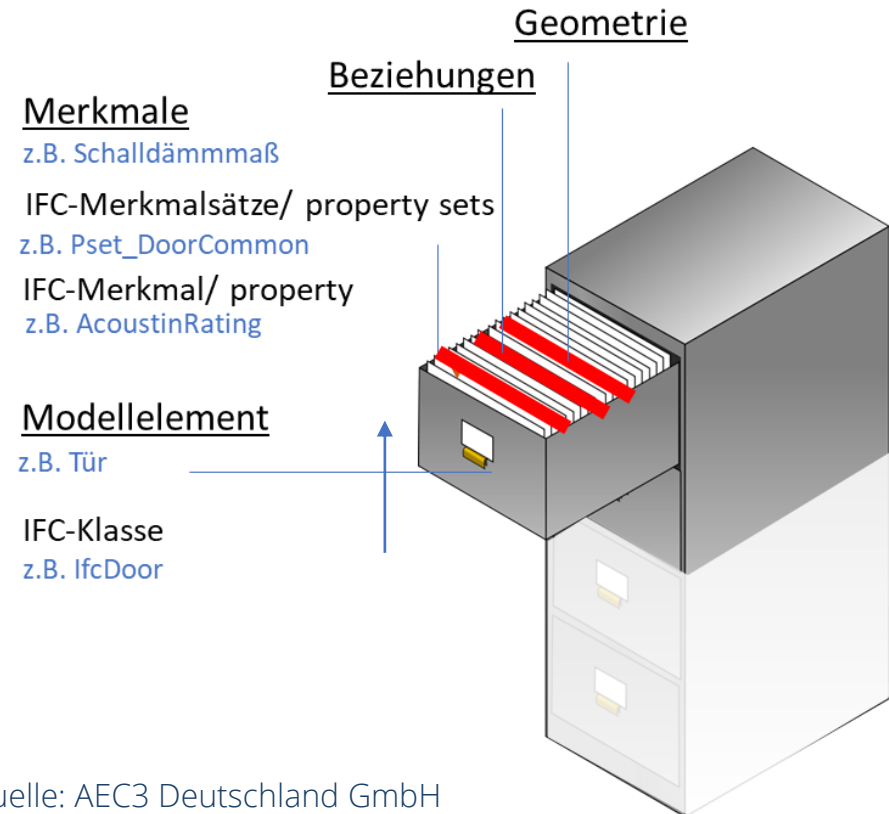 Geometrie
Beziehungen
Merkmale
z.B. Schalldämmmaß
IFC-Merkmalsätze/ property sets
z.B. Pset_DoorCommon
IFC-Merkmal/ property
z.B. AcoustinRating
Modellelement
z.B. Tür
IFC-Klasse
z.B. IfcDoor
uelle: AEC3 Deutschland GmbH